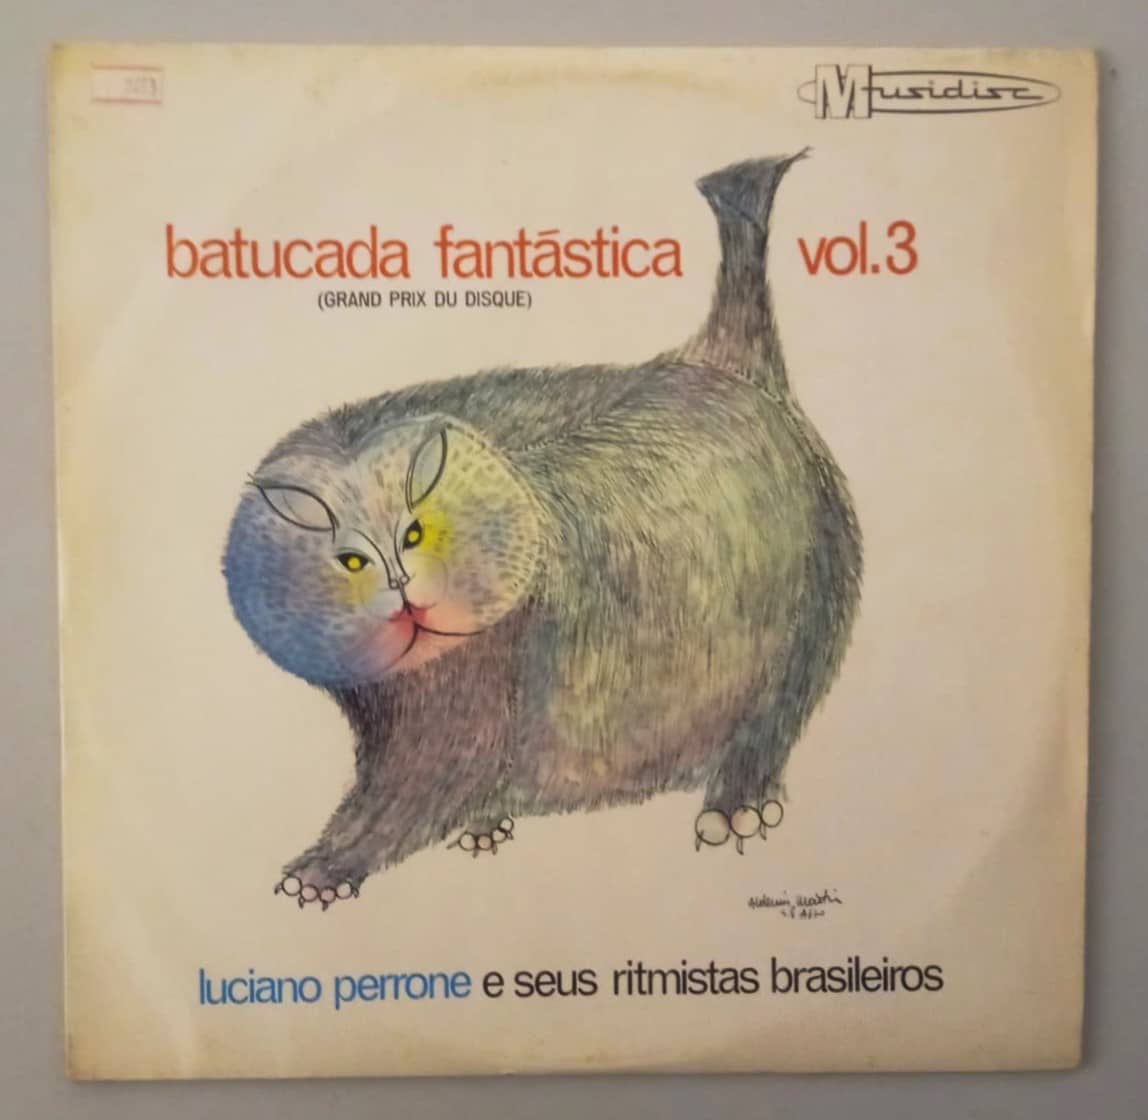 Musidisc
batucada fantástica vol.3
(GRAND PRIX DU DISQUE)
luciano perrone e seus ritmistas brasileiros